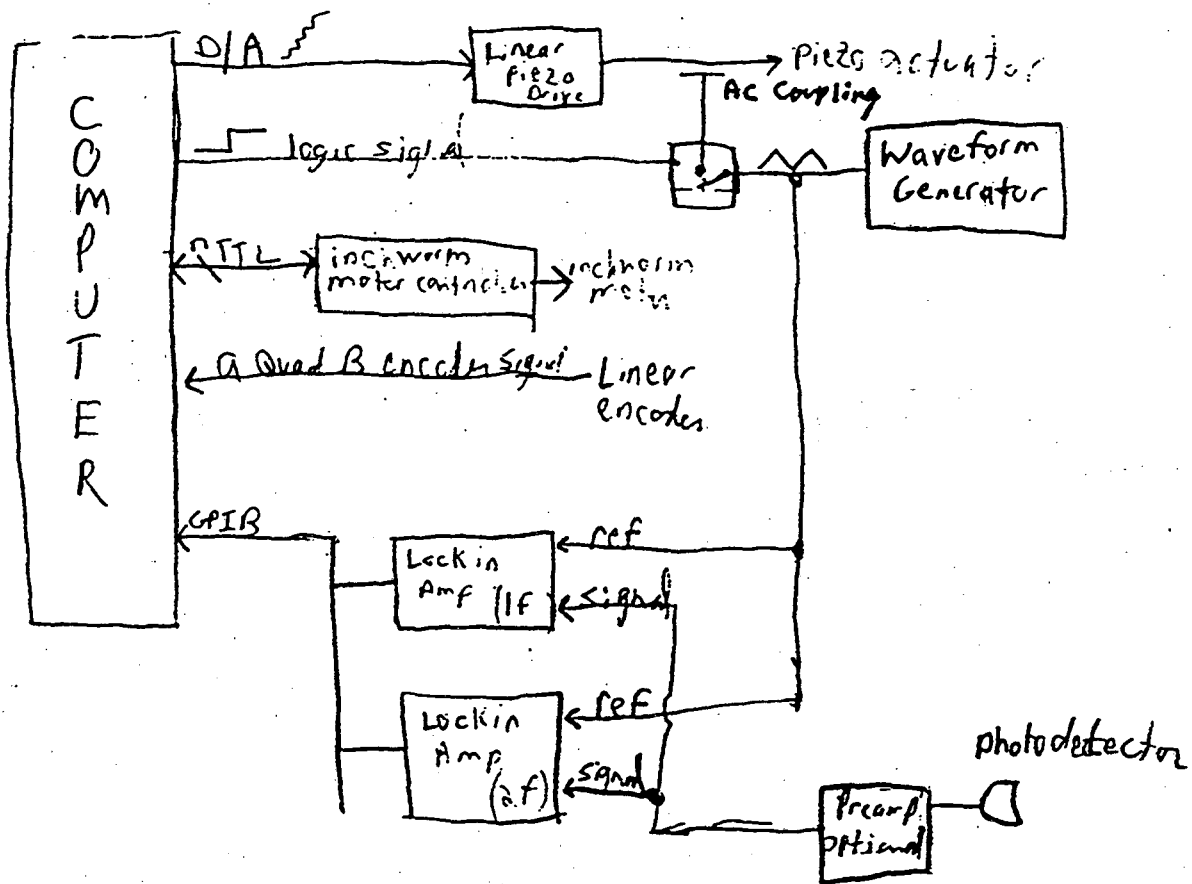 COMPUTER
D/A
Linear
Piezo
Drive
Piezo actuator
AC Coupling
logic signal
Waveform
Generator
n TTL
inchworm
motor controller
inchworm
motor
a Quad B encoder signal
Linear
encoder
GPIB
Lockin
Amp
(1f
ref
signal
Lockin
Amp
(2f)
ref
signal
photodetector
Preamp
optional